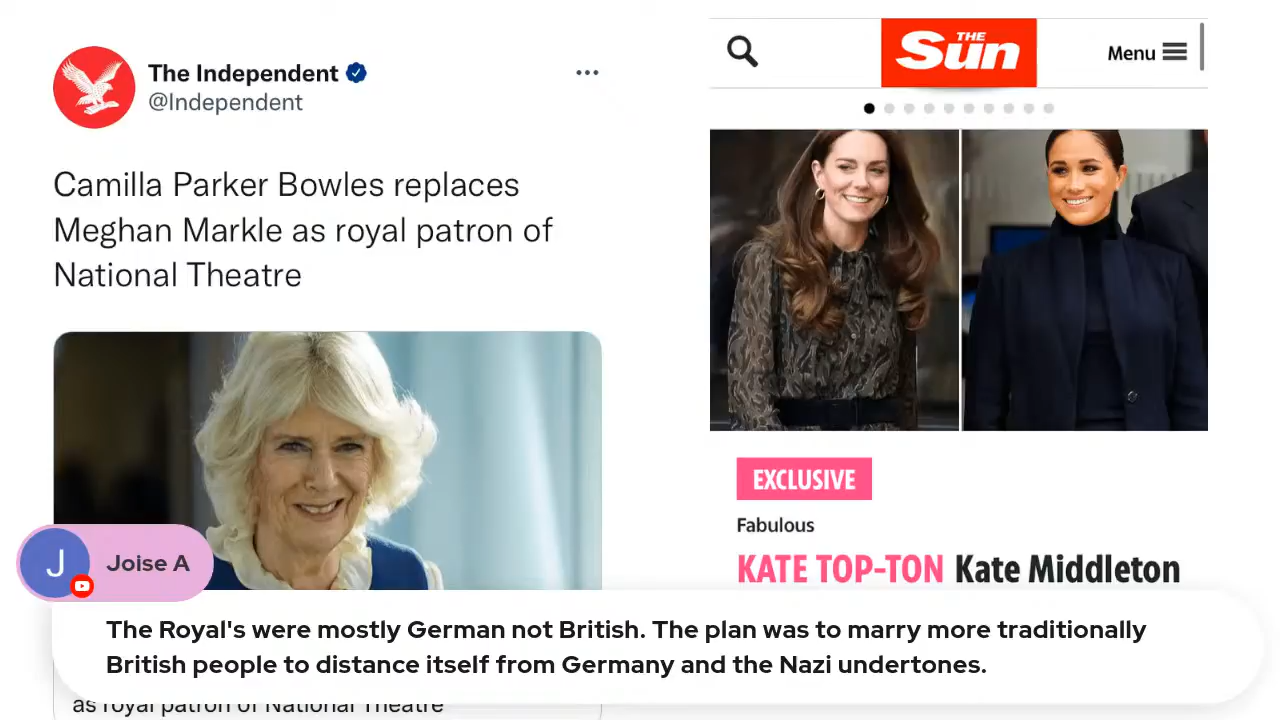 The Independent
@Independent
Camilla Parker Bowles replaces
Meghan Markle as royal patron of
National Theatre
THE
Sun
Menu
EXCLUSIVE
Fabulous
KATE TOP-TON Kate Middleton
J
Joise A
The Royal's were mostly German not British. The plan was to marry more traditionally
British people to distance itself from Germany and the Nazi undertones.
as royal patron of National Theatre